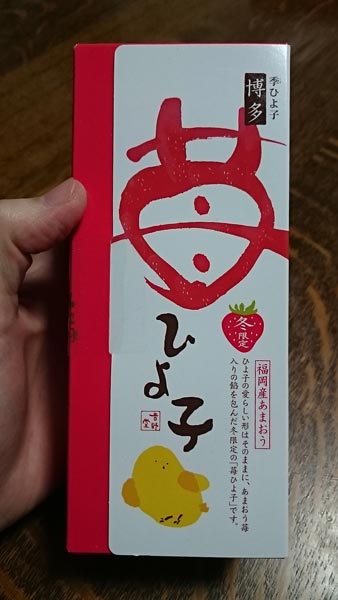 季ひよ子
博多
苺
ひよ子
冬
限定
福岡産あまおう
ひよ子の愛らしい形はそのままに、あまおう苺
入りの餡を包んだ冬限定の「苺ひよ子」です。